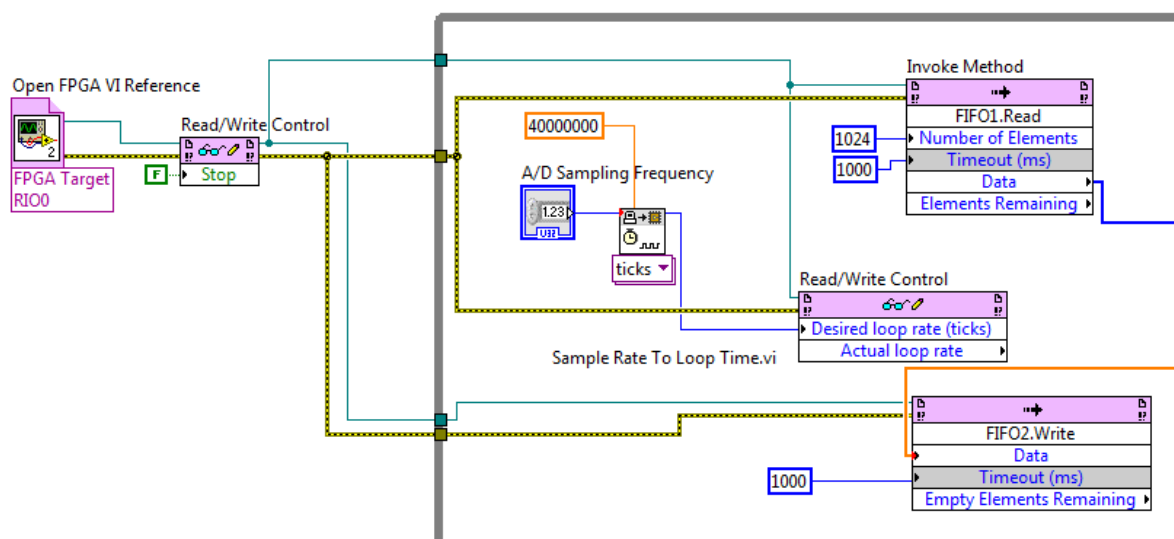 Open FPGA VI Reference
2
FPGA Target
RIO0
Read/Write Control
F
Stop
40000000
A/D Sampling Frequency
1.23
U32
ticks
Sample Rate To Loop Time.vi
Invoke Method
FIFO1.Read
1024
Number of Elements
1000
Timeout (ms)
Data
Elements Remaining
Read/Write Control
Desired loop rate (ticks)
Actual loop rate
FIFO2.Write
Data
1000
Timeout (ms)
Empty Elements Remaining